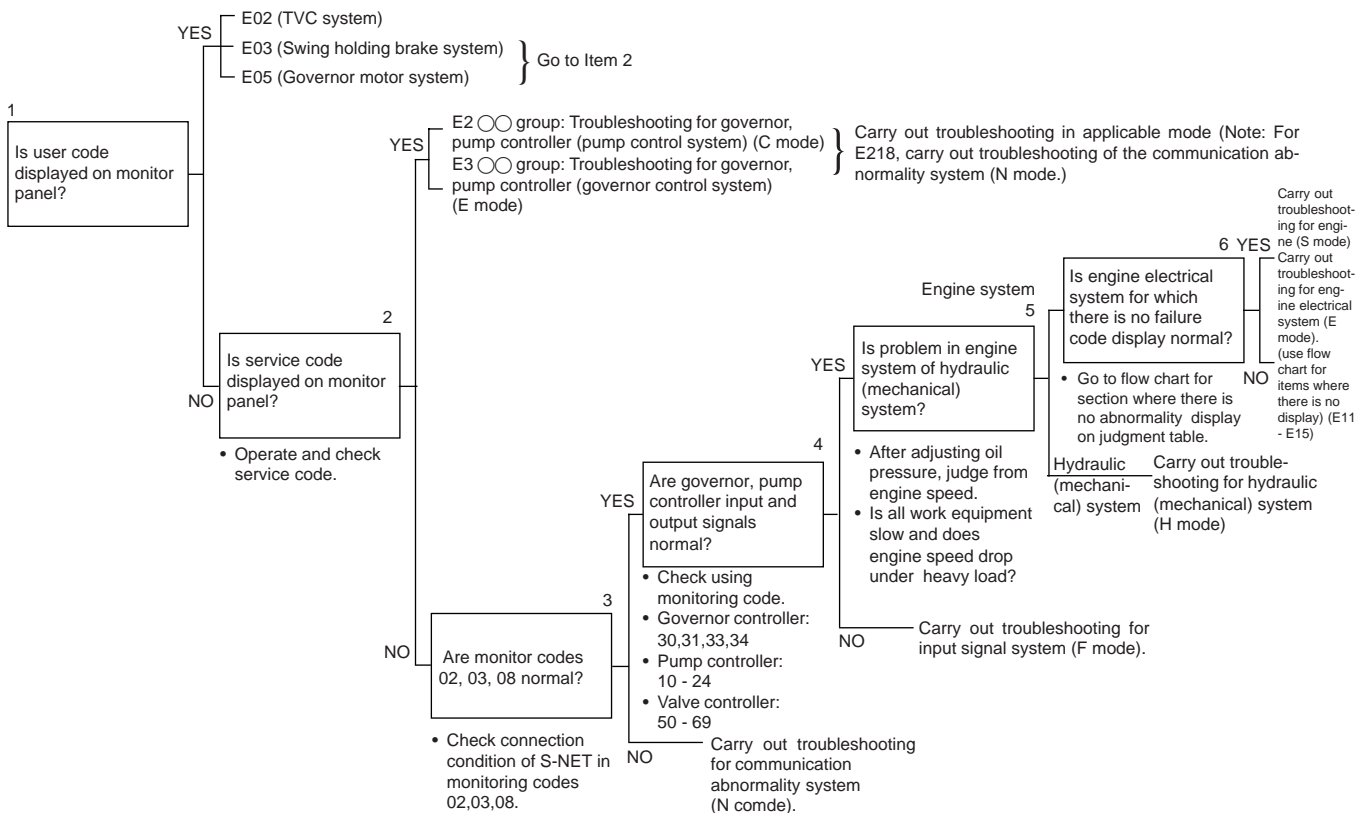 YES
E02 (TVC system)
E03 (Swing holding brake system)
E05 (Governor motor system)
Go to Item 2
1
Is user code
displayed on monitor
panel?
NO
2
Is service code
displayed on monitor
panel?
• Operate and check
service code.
YES
E2 ○○ group: Troubleshooting for governor,
pump controller (pump control system) (C mode)
E3 ○○ group: Troubleshooting for governor,
pump controller (governor control system)
(E mode)
Carry out troubleshooting in applicable mode (Note: For
E218, carry out troubleshooting of the communication ab-
normality system (N mode.)
NO
3
Are monitor codes
02, 03, 08 normal?
• Check connection
condition of S-NET in
monitoring codes
02,03,08.
YES
4
Are governor, pump
controller input and
output signals
normal?
• Check using
monitoring code.
• Governor controller:
30,31,33,34
• Pump controller:
10 - 24
• Valve controller:
50 - 69
NO
Carry out troubleshooting
for communication
abnormality system
(N comde).
YES
Engine system
5
Is problem in engine
system of hydraulic
(mechanical)
system?
• After adjusting oil
pressure, judge from
engine speed.
• Is all work equipment
slow and does
engine speed drop
under heavy load?
NO
Carry out troubleshooting for
input signal system (F mode).
6
Is engine electrical
system for which
there is no failure
code display normal?
• Go to flow chart for
section where there is
no abnormality display
on judgment table.
Hydraulic
(mechani-
cal) system
Carry out trouble-
shooting for hydraulic
(mechanical) system
(H mode)
YES
Carry out
troubleshoot-
ing for engi-
ne (S mode)
NO
Carry out
troubleshoot-
ing for eng-
ine electrical
system (E
mode).
(use flow
chart for
items where
there is no
display) (E11
- E15)